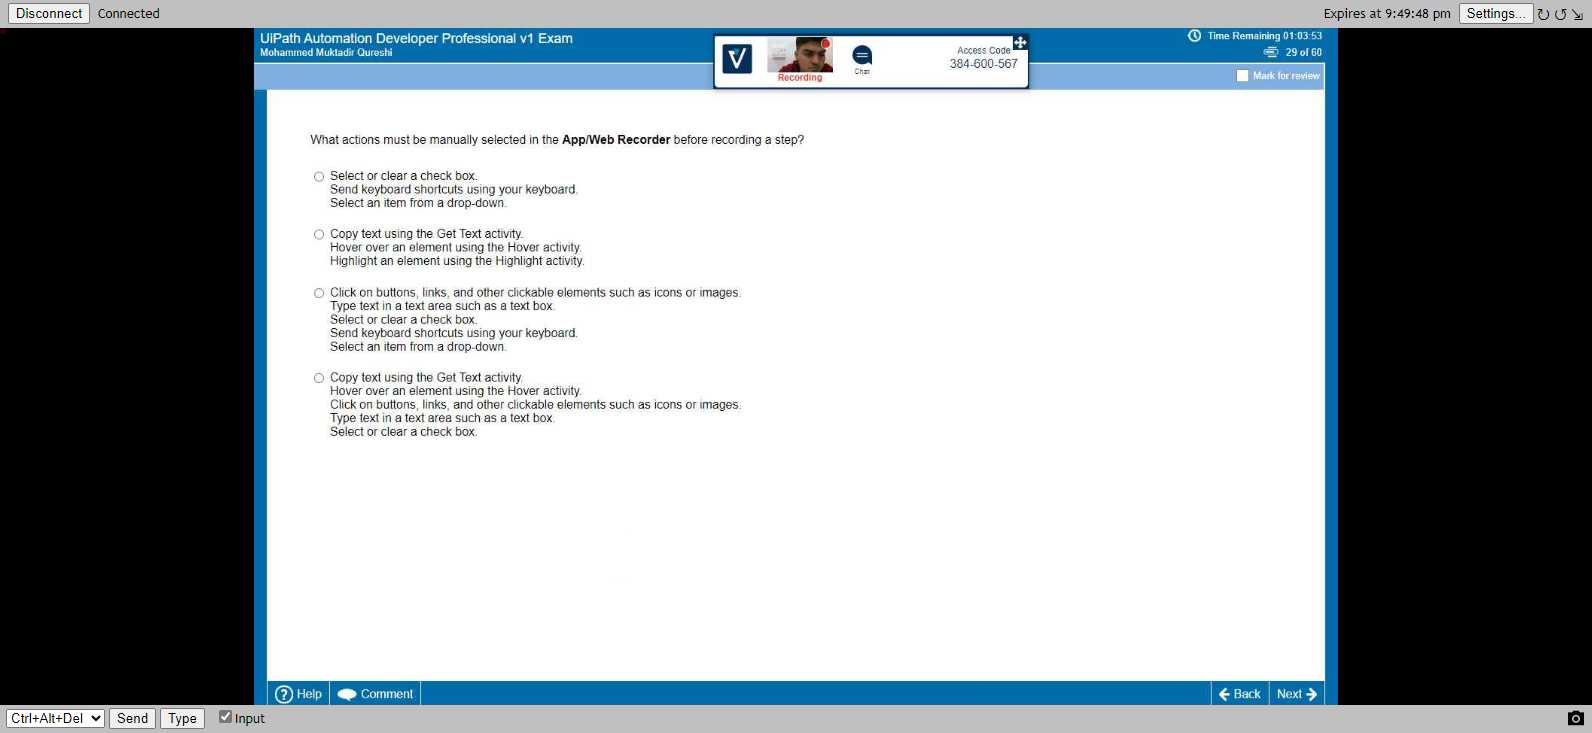 Disconnect Connected Expires at 9:49:48 pm Settings...
UiPath Automation Developer Professional v1 Exam
Mohammed Muktadir Qureshi
Recording
Chat
Access Code
384-600-567
Time Remaining 01:03:53
29 of 60
Mark for review
What actions must be manually selected in the App/Web Recorder before recording a step?
Select or clear a check box.
Send keyboard shortcuts using your keyboard.
Select an item from a drop-down.
Copy text using the Get Text activity.
Hover over an element using the Hover activity.
Highlight an element using the Highlight activity.
Click on buttons, links, and other clickable elements such as icons or images.
Type text in a text area such as a text box.
Select or clear a check box.
Send keyboard shortcuts using your keyboard.
Select an item from a drop-down.
Copy text using the Get Text activity.
Hover over an element using the Hover activity.
Click on buttons, links, and other clickable elements such as icons or images.
Type text in a text area such as a text box.
Select or clear a check box.
? Help Comment Back Next
Ctrl+Alt+Del Send Type Input